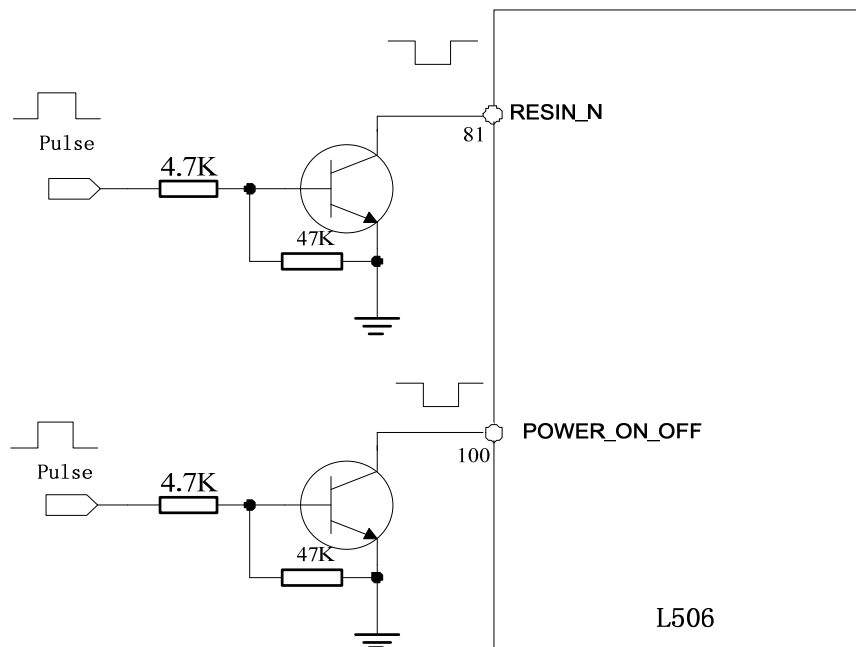 RESIN_N
81
Pulse
4.7K
47K
POWER_ON_OFF
100
Pulse
4.7K
47K
L506